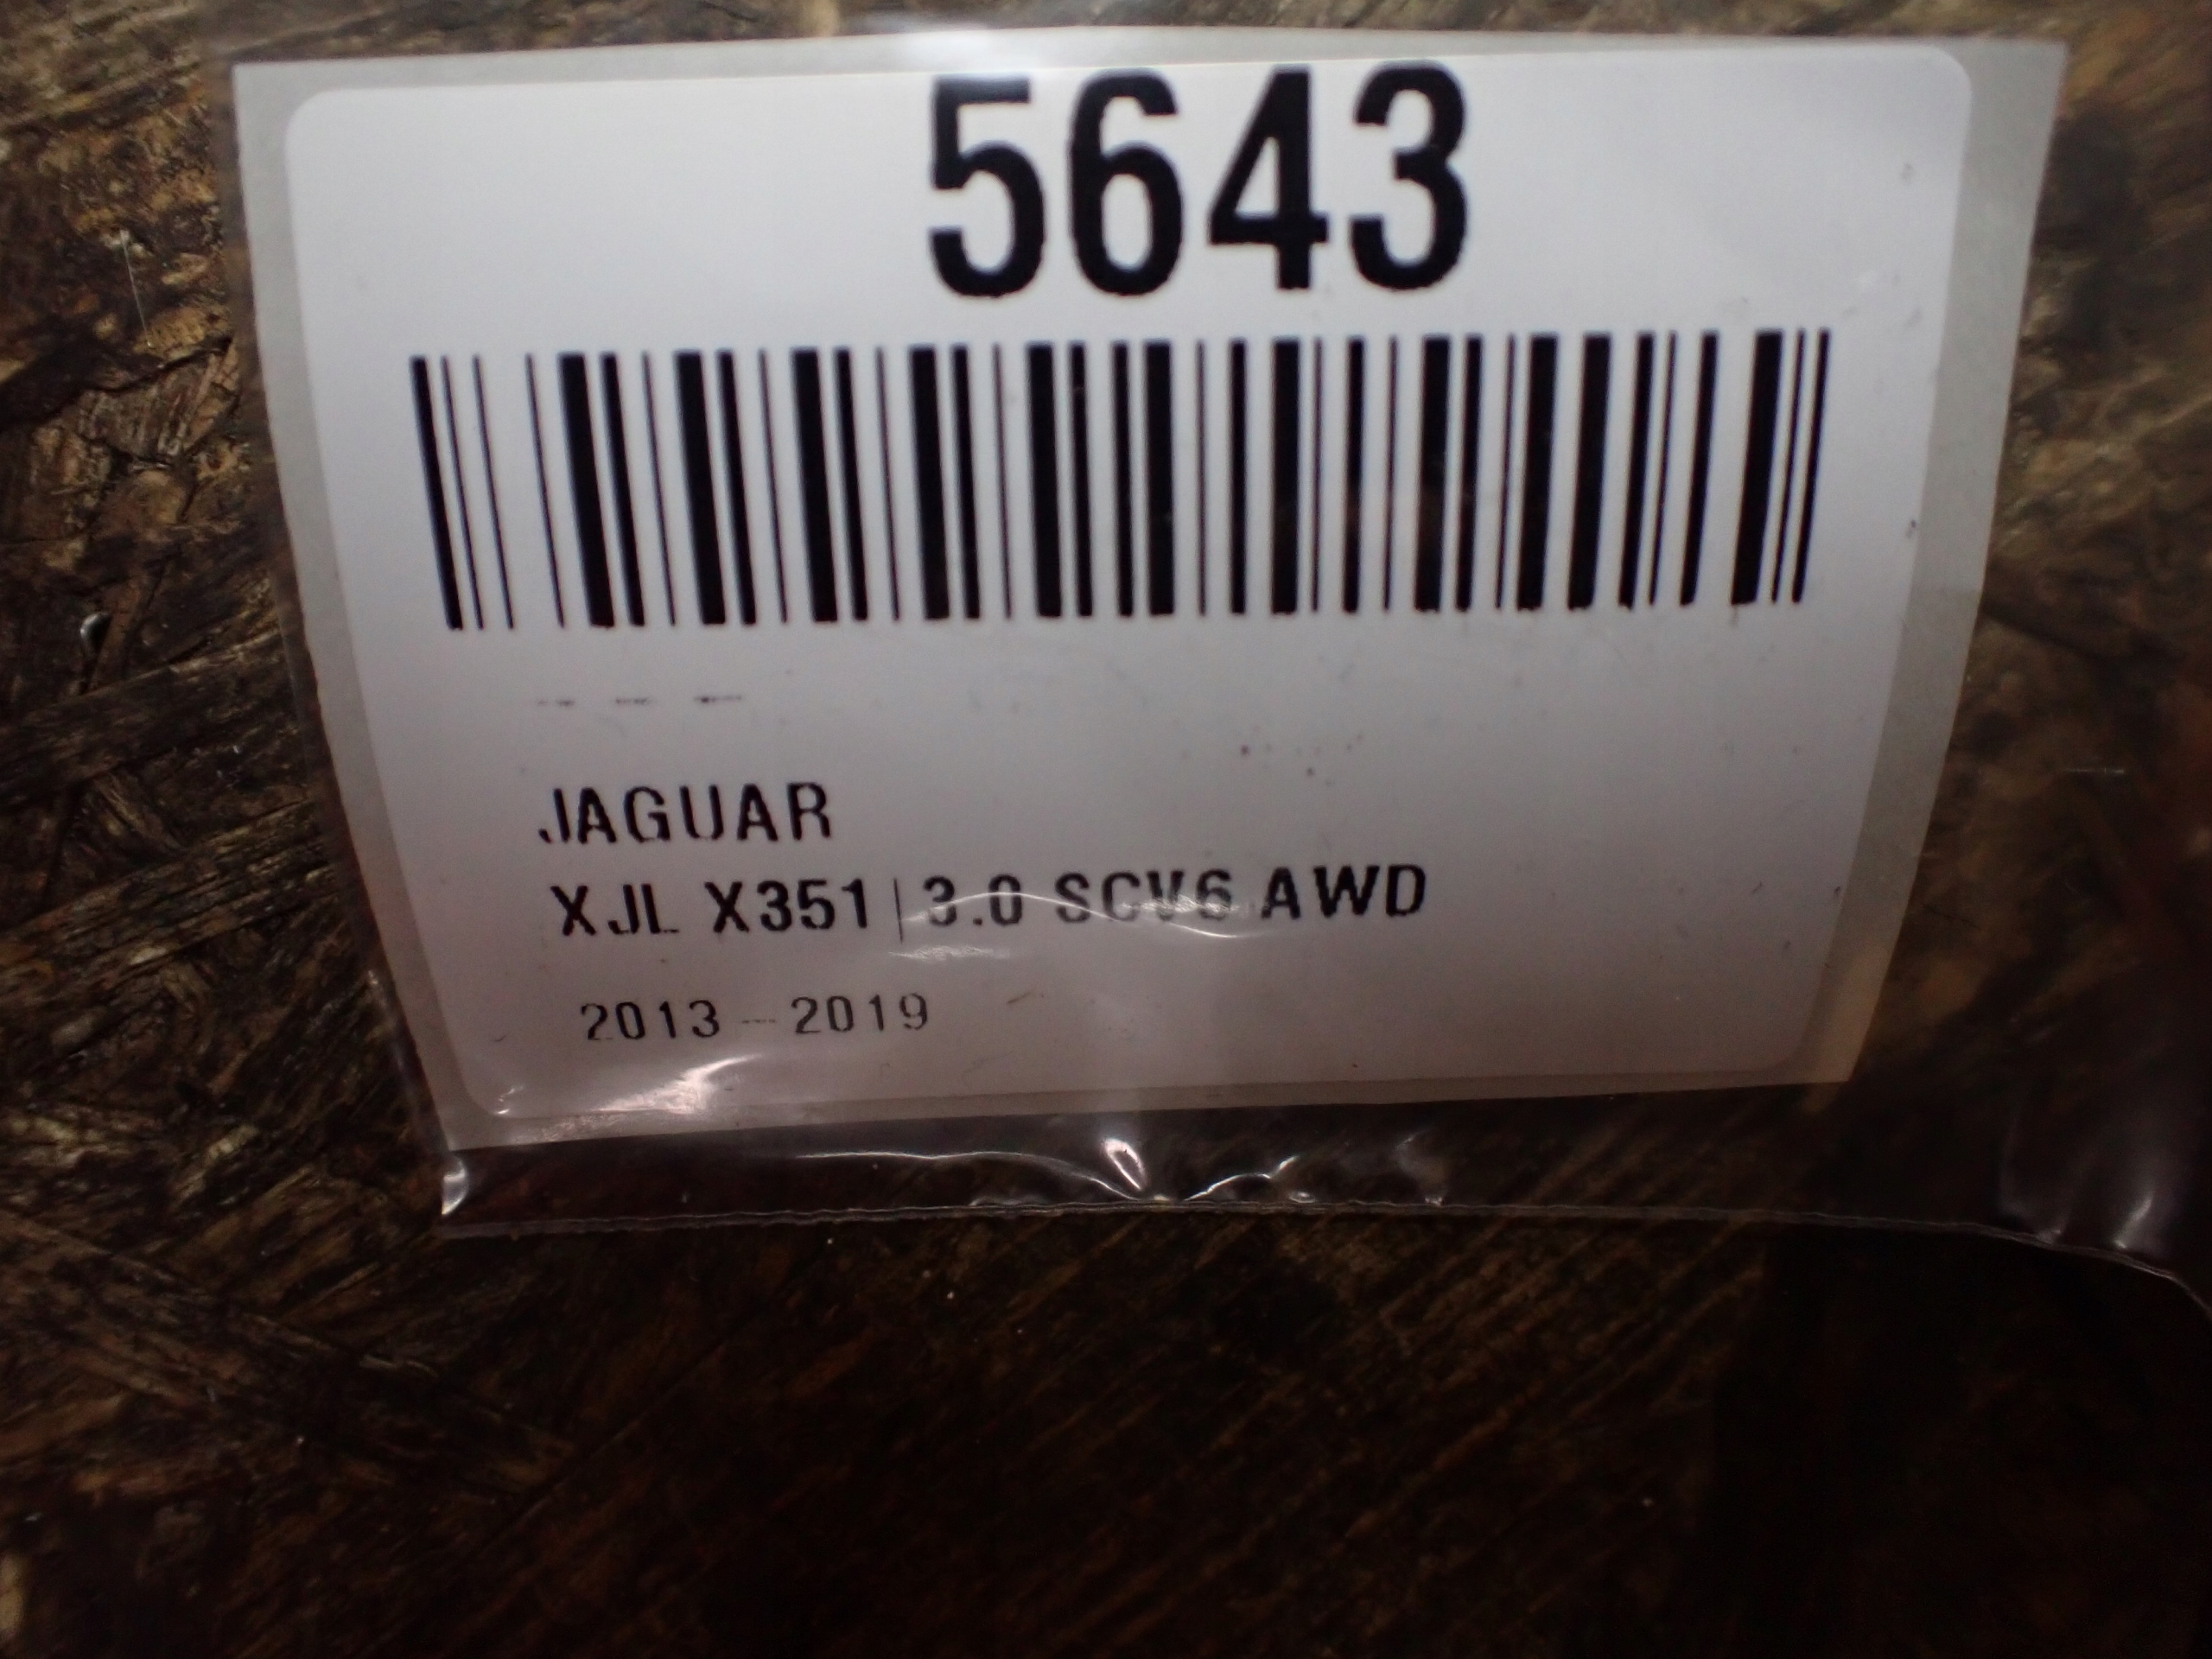 5643
JAGUAR
XJL X351|3.0 SCV6 AWD
2013 - 2019